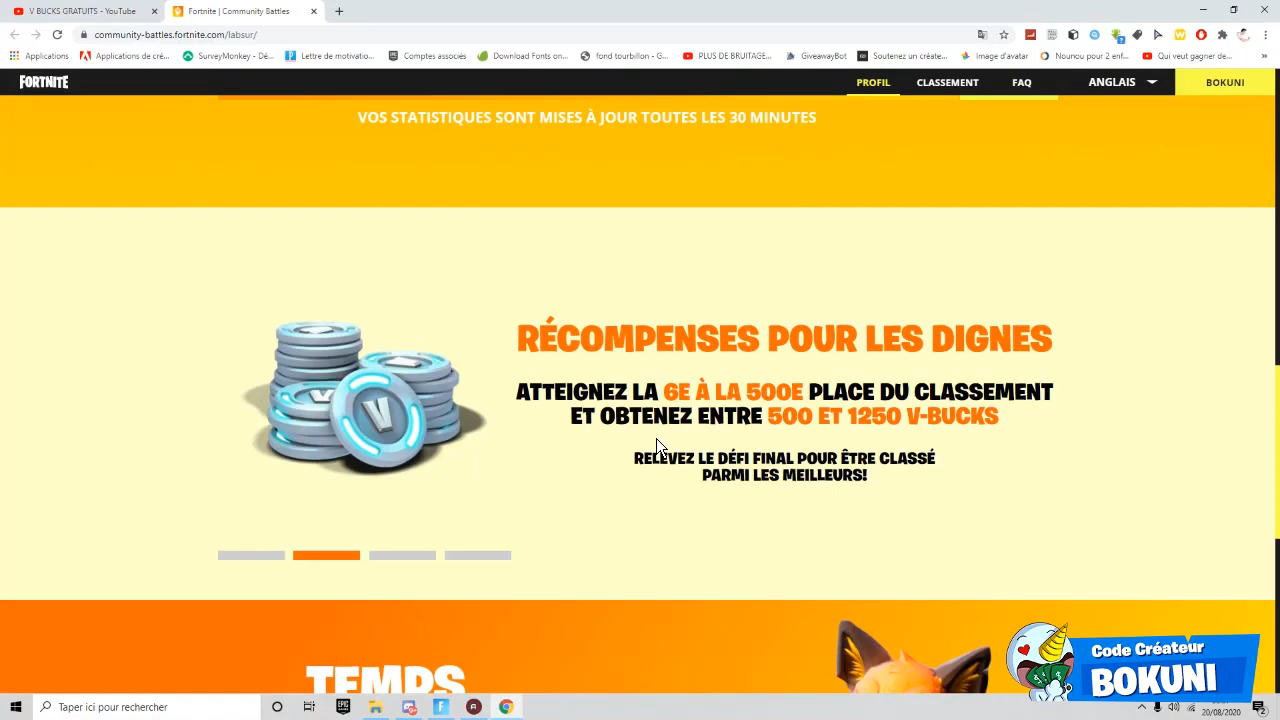 V BUCKS GRATUITS - YouTube
Fortnite | Community Battles
community-battles.fortnite.com/labsur/
Applications
Applications de cré...
SurveyMonkey - Dé...
Lettre de motivatio...
Comptes associés
Download Fonts on...
fond tourbillon - G...
PLUS DE BRUITAGE...
GiveawayBot
Soutenez un créate...
Image d'avatar
Nounou pour 2 enf...
Qui veut gagner de...
FORTNITE
PROFIL
CLASSEMENT
FAQ
ANGLAIS
BOKUNI
VOS STATISTIQUES SONT MISES À JOUR TOUTES LES 30 MINUTES
RÉCOMPENSES POUR LES DIGNES
ATTEIGNEZ LA 6E À LA 500E PLACE DU CLASSEMENT
ET OBTENEZ ENTRE 500 ET 1250 V-BUCKS
RELEVEZ LE DÉFI FINAL POUR ÊTRE CLASSÉ
PARMI LES MEILLEURS!
TEMPS
Code Créateur
BOKUNI
Taper ici pour rechercher
20/08/2020